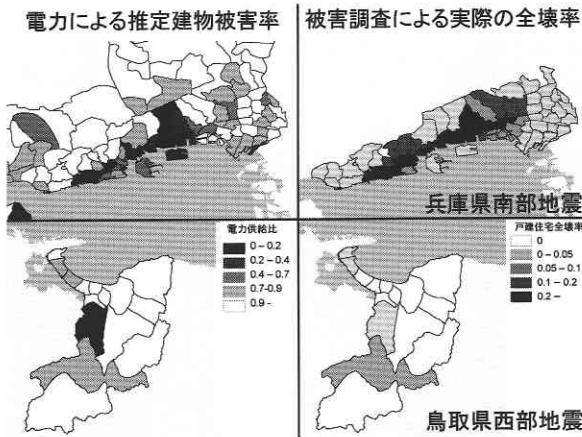 電力による推定建物被害率
被害調査による実際の全壊率
兵庫県南部地震
電力供給比
0 – 0.2
0.2 – 0.4
0.4 – 0.7
0.7-0.9
0.9 -
戸建住宅全壊率
0
0 – 0.05
0.05 – 0.1
0.1 – 0.2
0.2 –
鳥取県西部地震